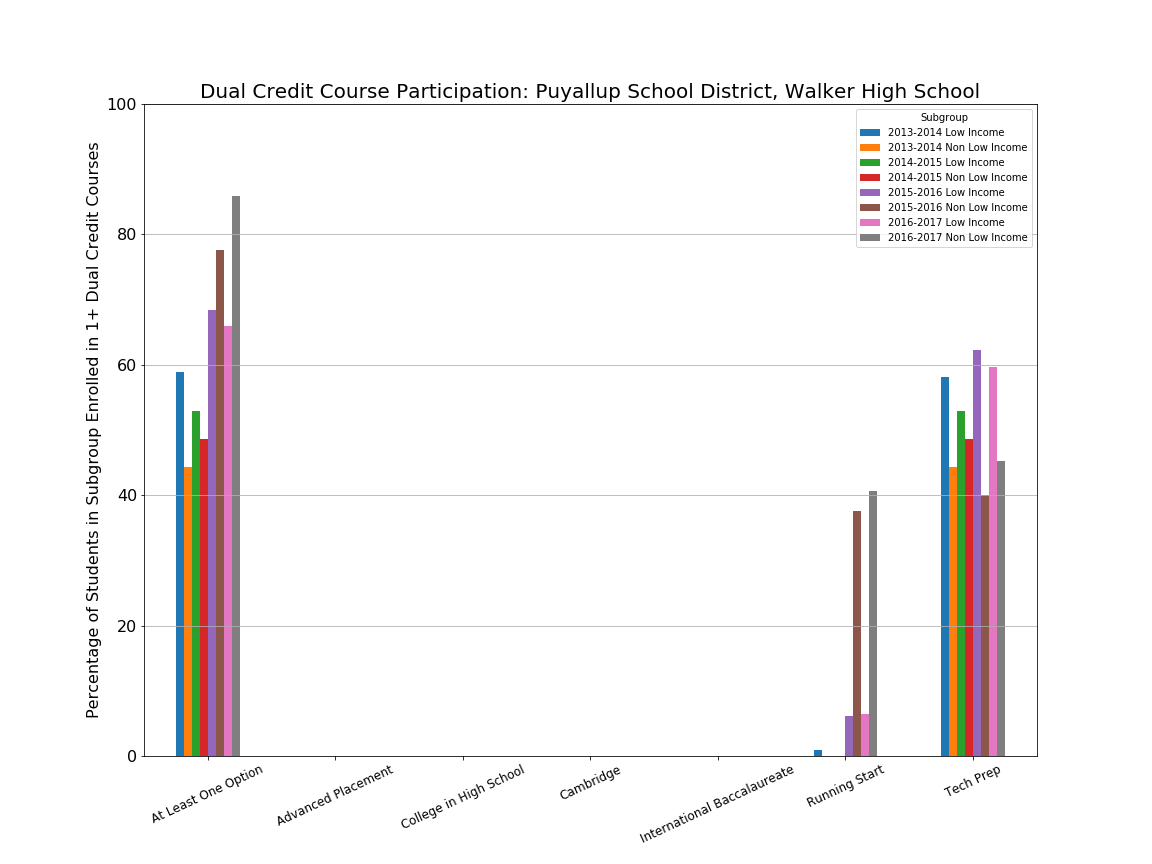 Dual Credit Course Participation: Puyallup School District, Walker High School
Percentage of Students in Subgroup Enrolled in 1+ Dual Credit Courses
100
80
60
40
20
0
Subgroup
2013-2014 Low Income
2013-2014 Non Low Income
2014-2015 Low Income
2014-2015 Non Low Income
2015-2016 Low Income
2015-2016 Non Low Income
2016-2017 Low Income
2016-2017 Non Low Income
At Least One Option
Advanced Placement
College in High School
Cambridge
International Baccalaureate
Running Start
Tech Prep